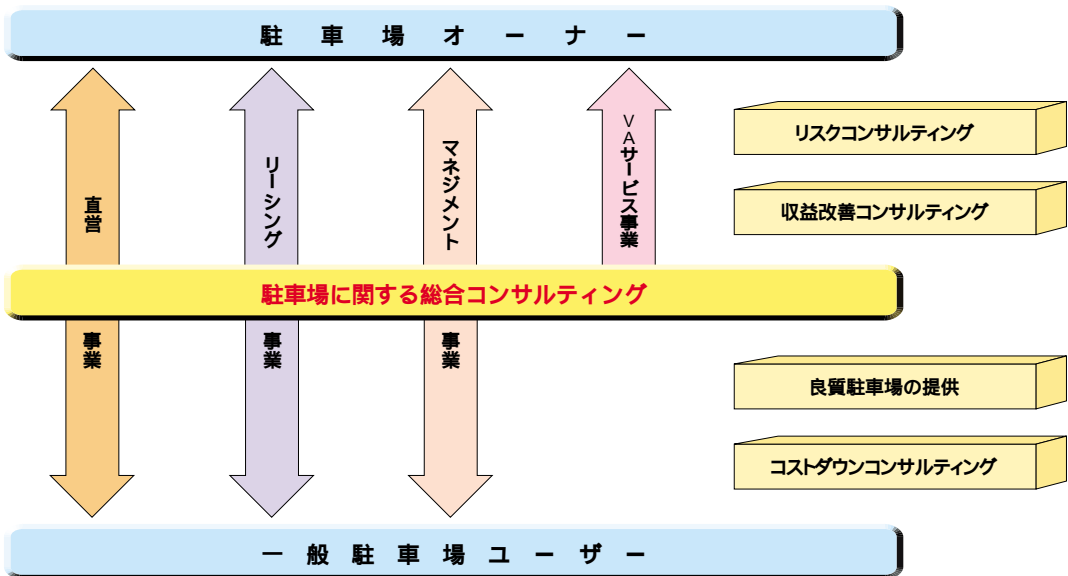 駐車場オーナー
直営
リーシング
マネジメント
VAサービス事業
リスクコンサルティング
収益改善コンサルティング
駐車場に関する総合コンサルティング
事業
事業
事業
良質駐車場の提供
コストダウンコンサルティング
一般駐車場ユーザー